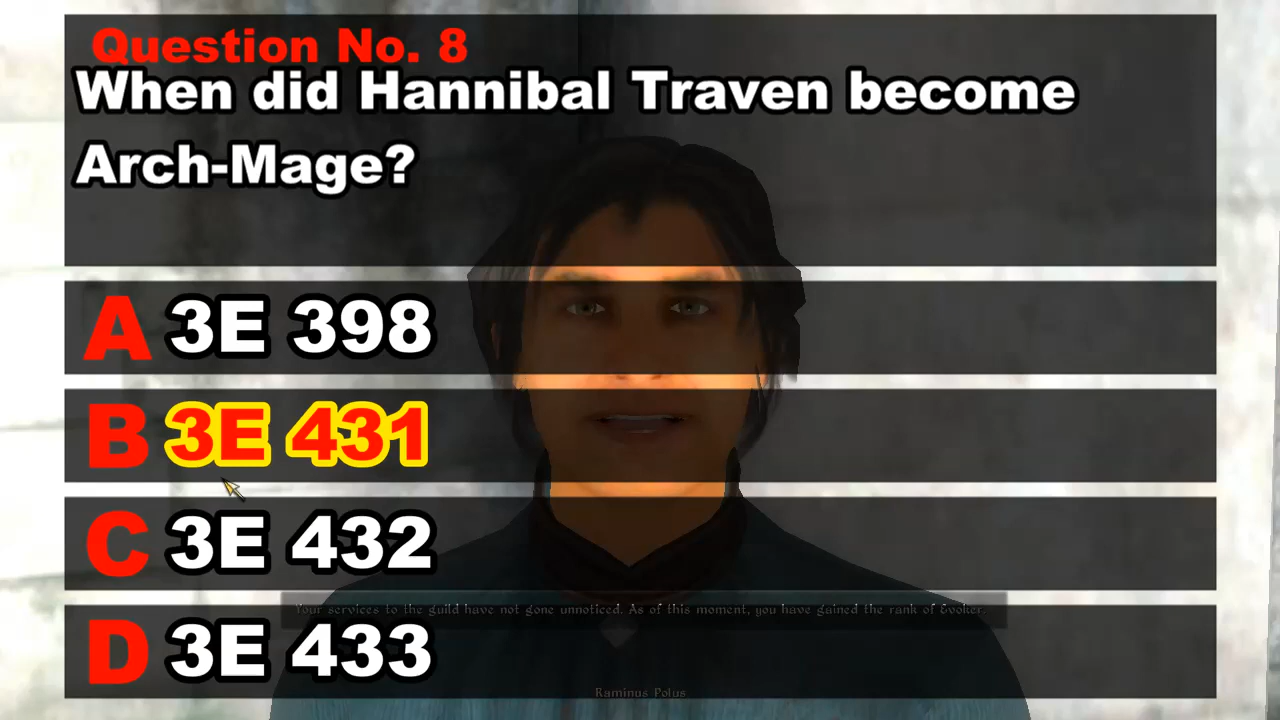 Question No. 8
When did Hannibal Traven become
Arch-Mage?
A 3E 398
B 3E 431
C 3E 432
Your services to the guild have not gone unnoticed. As of this moment, you have gained the rank of Evoker.
D 3E 433
Raminus Polus